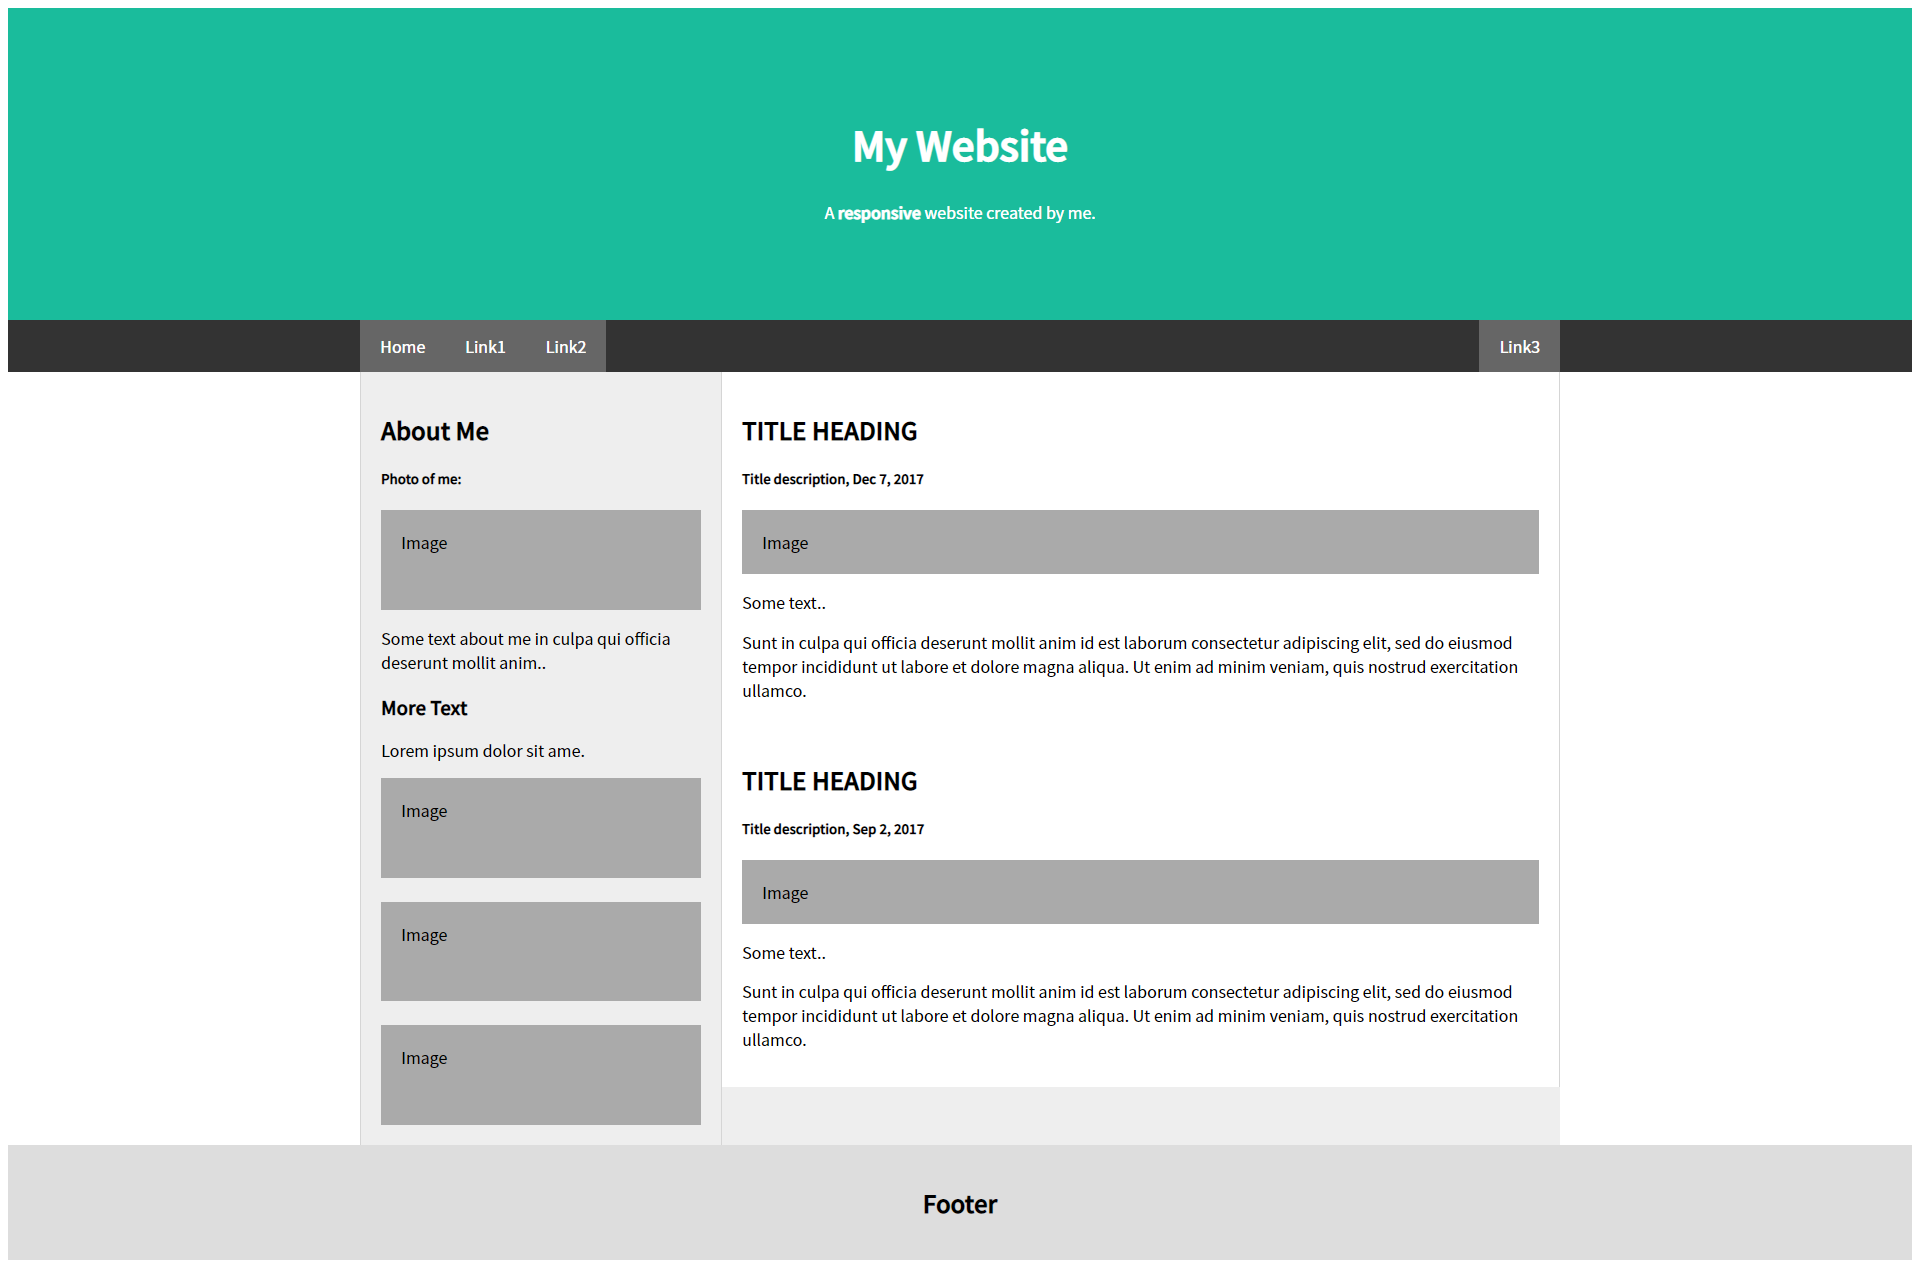 My Website
A responsive website created by me.
Home Link1 Link2 Link3
About Me
Photo of me:
Image
Some text about me in culpa qui officia
deserunt mollit anim..
More Text
Lorem ipsum dolor sit ame.
Image
Image
Image
TITLE HEADING
Title description, Dec 7, 2017
Image
Some text..
Sunt in culpa qui officia deserunt mollit anim id est laborum consectetur adipiscing elit, sed do eiusmod
tempor incididunt ut labore et dolore magna aliqua. Ut enim ad minim veniam, quis nostrud exercitation
ullamco.
TITLE HEADING
Title description, Sep 2, 2017
Image
Some text..
Sunt in culpa qui officia deserunt mollit anim id est laborum consectetur adipiscing elit, sed do eiusmod
tempor incididunt ut labore et dolore magna aliqua. Ut enim ad minim veniam, quis nostrud exercitation
ullamco.
Footer